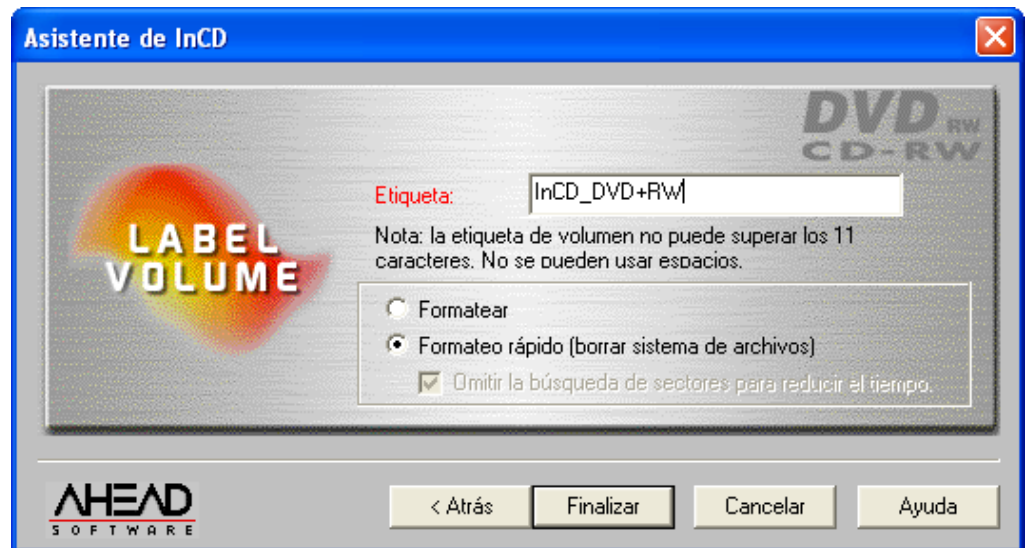 Asistente de InCD
DVD RW
CD-RW
Etiqueta: InCD_DVD+RW
LABEL
VOLUME
Nota: la etiqueta de volumen no puede superar los 11
caracteres. No se pueden usar espacios.
Formatear
Formateo rápido (borrar sistema de archivos)
Omitir la búsqueda de sectores para reducir el tiempo.
AHEAD
SOFTWARE
< Atrás Finalizar Cancelar Ayuda